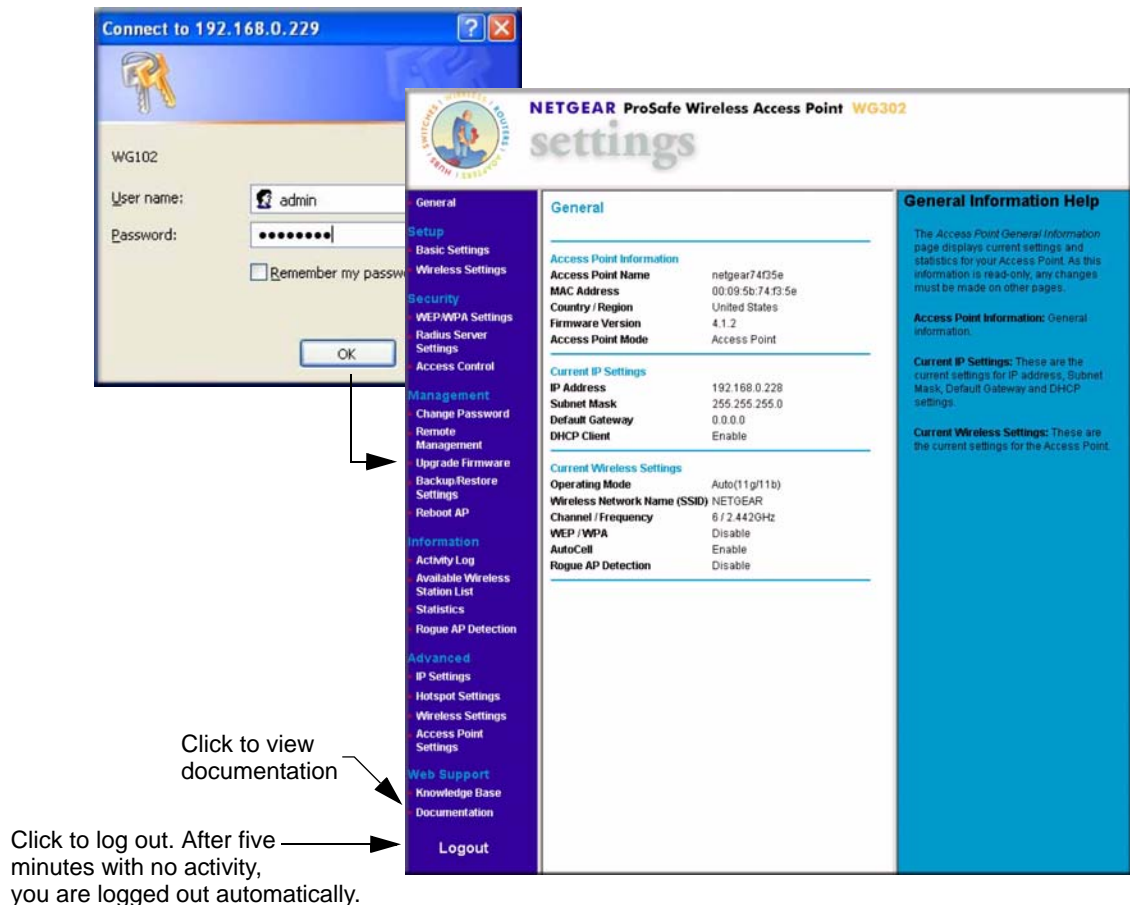 Connect to 192.168.0.229
WG102
User name:
admin
Password:
••••••••
Remember my passw
OK
SWITCHES WIRELESS ROUTERS ADAPTERS HUBS
NETGEAR ProSafe Wireless Access Point WG302
settings
General
Setup
Basic Settings
Wireless Settings
Security
WEP/WPA Settings
Radius Server
Settings
Access Control
Management
Change Password
Remote
Management
Upgrade Firmware
Backup/Restore
Settings
Reboot AP
Information
Activity Log
Available Wireless
Station List
Statistics
Rogue AP Detection
Advanced
IP Settings
Hotspot Settings
Wireless Settings
Access Point
Settings
Web Support
Knowledge Base
Documentation
Logout
General
Access Point Information
Access Point Name netgear74f35e
MAC Address 00:09:5b:74:f3:5e
Country / Region United States
Firmware Version 4.1.2
Access Point Mode Access Point
Current IP Settings
IP Address 192.168.0.228
Subnet Mask 255.255.255.0
Default Gateway 0.0.0.0
DHCP Client Enable
Current Wireless Settings
Operating Mode Auto(11g/11b)
Wireless Network Name (SSID) NETGEAR
Channel / Frequency 6 / 2.442GHz
WEP / WPA Disable
AutoCell Enable
Rogue AP Detection Disable
General Information Help
The Access Point General Information
page displays current settings and
statistics for your Access Point. As this
information is read-only, any changes
must be made on other pages.
Access Point Information: General
information.
Current IP Settings: These are the
current settings for IP address, Subnet
Mask, Default Gateway and DHCP
settings.
Current Wireless Settings: These are
the current settings for the Access Point.
Click to view
documentation
Click to log out. After five
minutes with no activity,
you are logged out automatically.